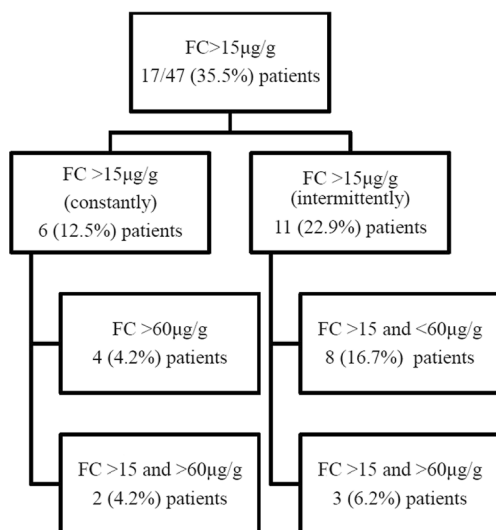 FC>15µg/g
17/47 (35.5%) patients
FC >15µg/g
(constantly)
6 (12.5%) patients
FC >15µg/g
(intermittently)
11 (22.9%) patients
FC >60µg/g
4 (4.2%) patients
FC >15 and <60µg/g
8 (16.7%) patients
FC >15 and >60µg/g
2 (4.2%) patients
FC >15 and >60µg/g
3 (6.2%) patients